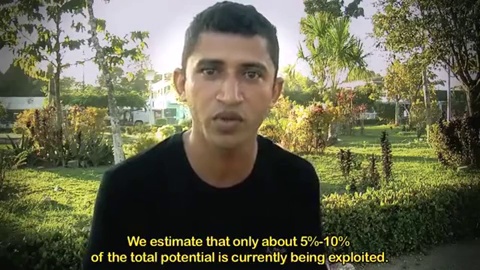 We estimate that only about 5%-10%
of the total potential is currently being exploited.